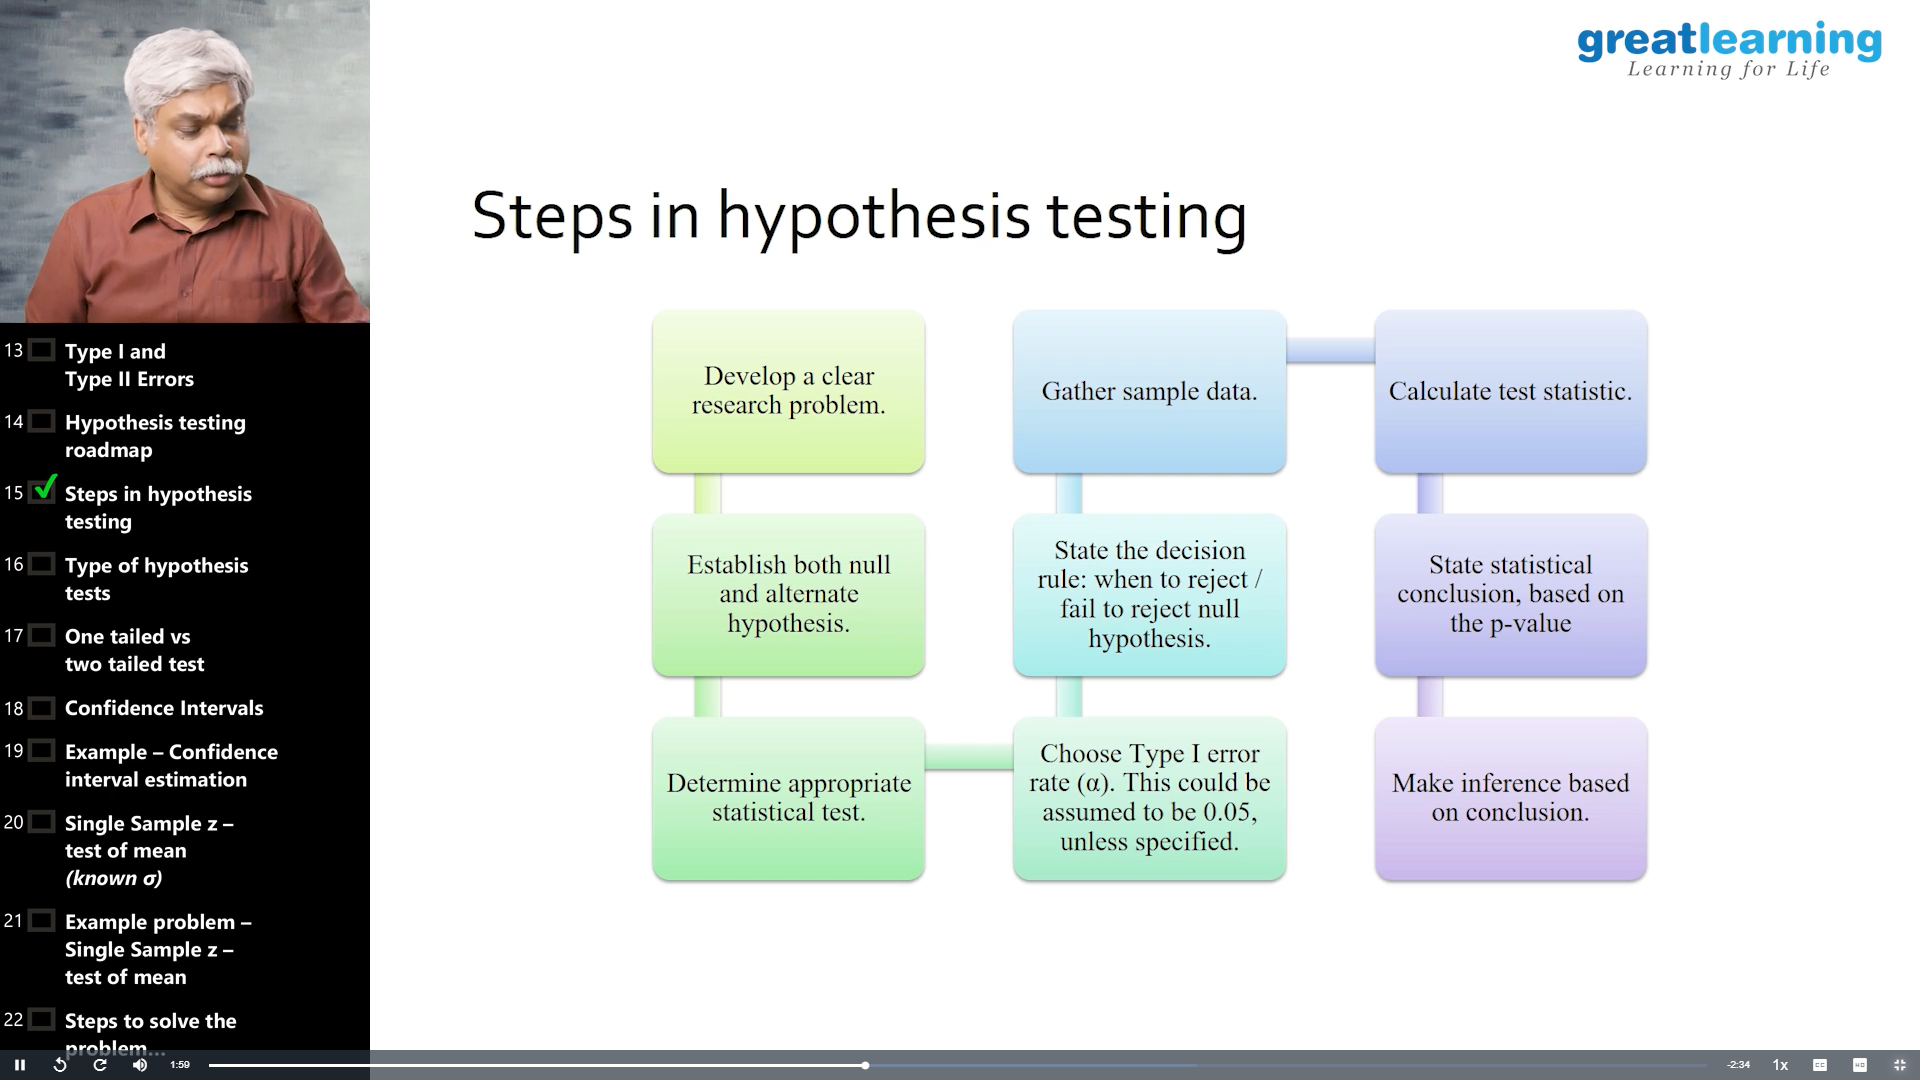 greatlearning
Learning for Life
Steps in hypothesis testing
Develop a clear
research problem.
Establish both null
and alternate
hypothesis.
Determine appropriate
statistical test.
Choose Type I error
rate (α). This could be
assumed to be 0.05,
unless specified.
State the decision
rule: when to reject /
fail to reject null
hypothesis.
Gather sample data.
Calculate test statistic.
State statistical
conclusion, based on
the p-value
Make inference based
on conclusion.
13 Type I and
Type II Errors
14 Hypothesis testing
roadmap
15 Steps in hypothesis
testing
16 Type of hypothesis
tests
17 One tailed vs
two tailed test
18 Confidence Intervals
19 Example – Confidence
interval estimation
20 Single Sample z –
test of mean
(known σ)
21 Example problem –
Single Sample z –
test of mean
22 Steps to solve the
problem...
1:59
-2:34
1x
CC
HD